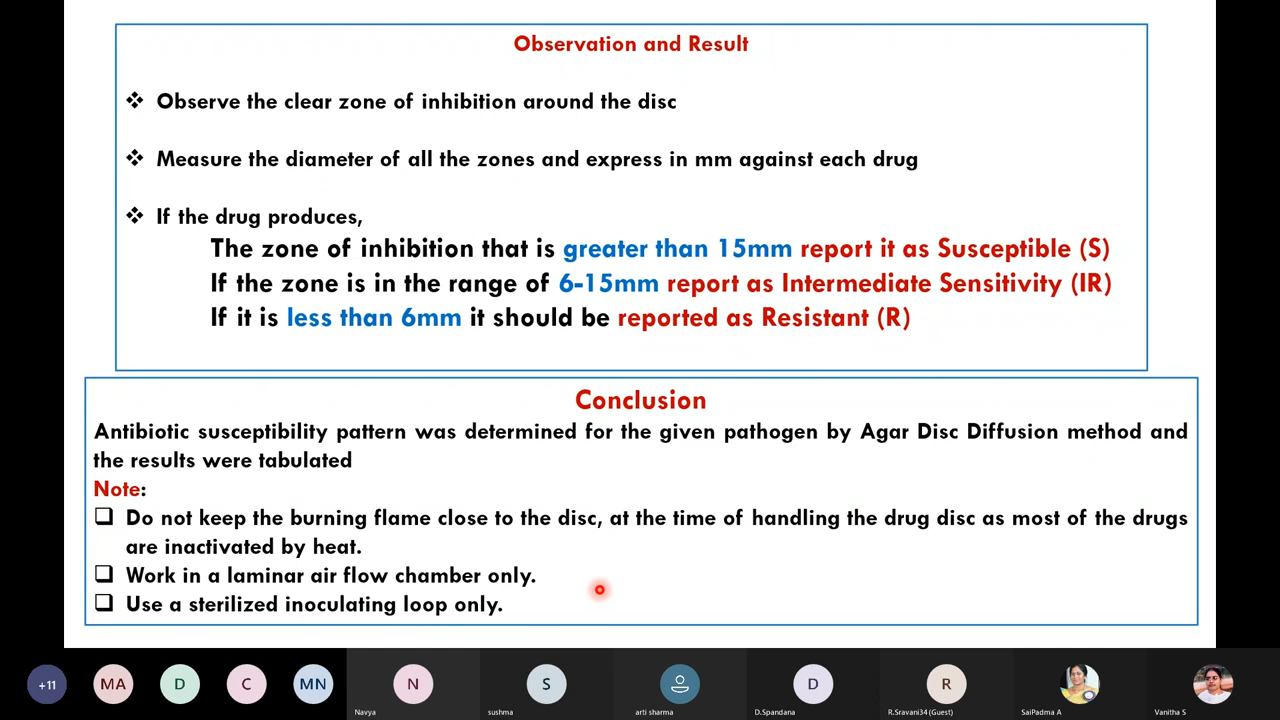 Observation and Result
❖ Observe the clear zone of inhibition around the disc
❖ Measure the diameter of all the zones and express in mm against each drug
❖ If the drug produces,
The zone of inhibition that is greater than 15mm report it as Susceptible (S)
If the zone is in the range of 6-15mm report as Intermediate Sensitivity (IR)
If it is less than 6mm it should be reported as Resistant (R)
Conclusion
Antibiotic susceptibility pattern was determined for the given pathogen by Agar Disc Diffusion method and
the results were tabulated
Note:
❑ Do not keep the burning flame close to the disc, at the time of handling the drug disc as most of the drugs
are inactivated by heat.
❑ Work in a laminar air flow chamber only.
❑ Use a sterilized inoculating loop only.
+11 MA D C MN N S D R
Navya sushma arti sharma D.Spandana R.Sravani34 (Guest) SaiPadma A Vanitha S